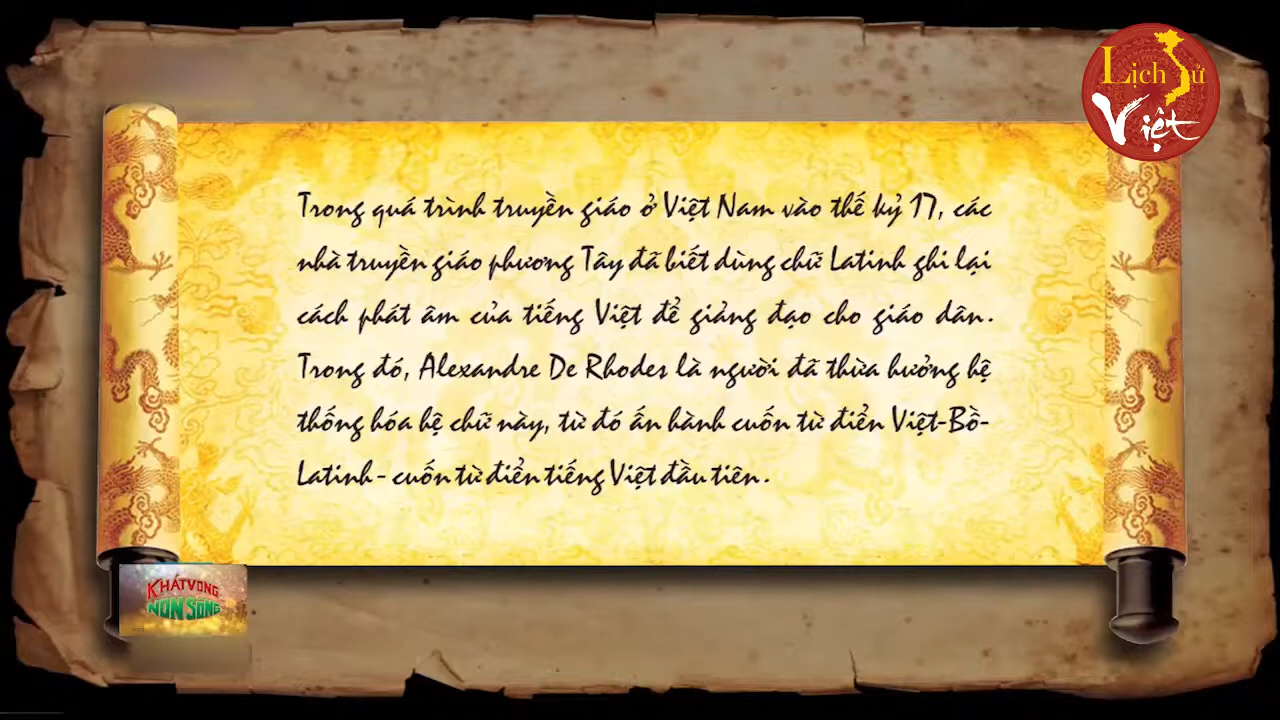 Lịch Sử
Việt
Trong quá trình truyền giáo ở Việt Nam vào thế kỷ 17, các
nhà truyền giáo phương Tây đã biết dùng chữ Latinh ghi lại
cách phát âm của tiếng Việt để giảng đạo cho giáo dân.
Trong đó, Alexandre De Rhodes là người đã thừa hưởng hệ
thống hóa hệ chữ này, từ đó ấn hành cuốn từ điển Việt-Bồ-
Latinh - cuốn từ điển tiếng Việt đầu tiên.
KHÁT VỌNG
NON SÔNG